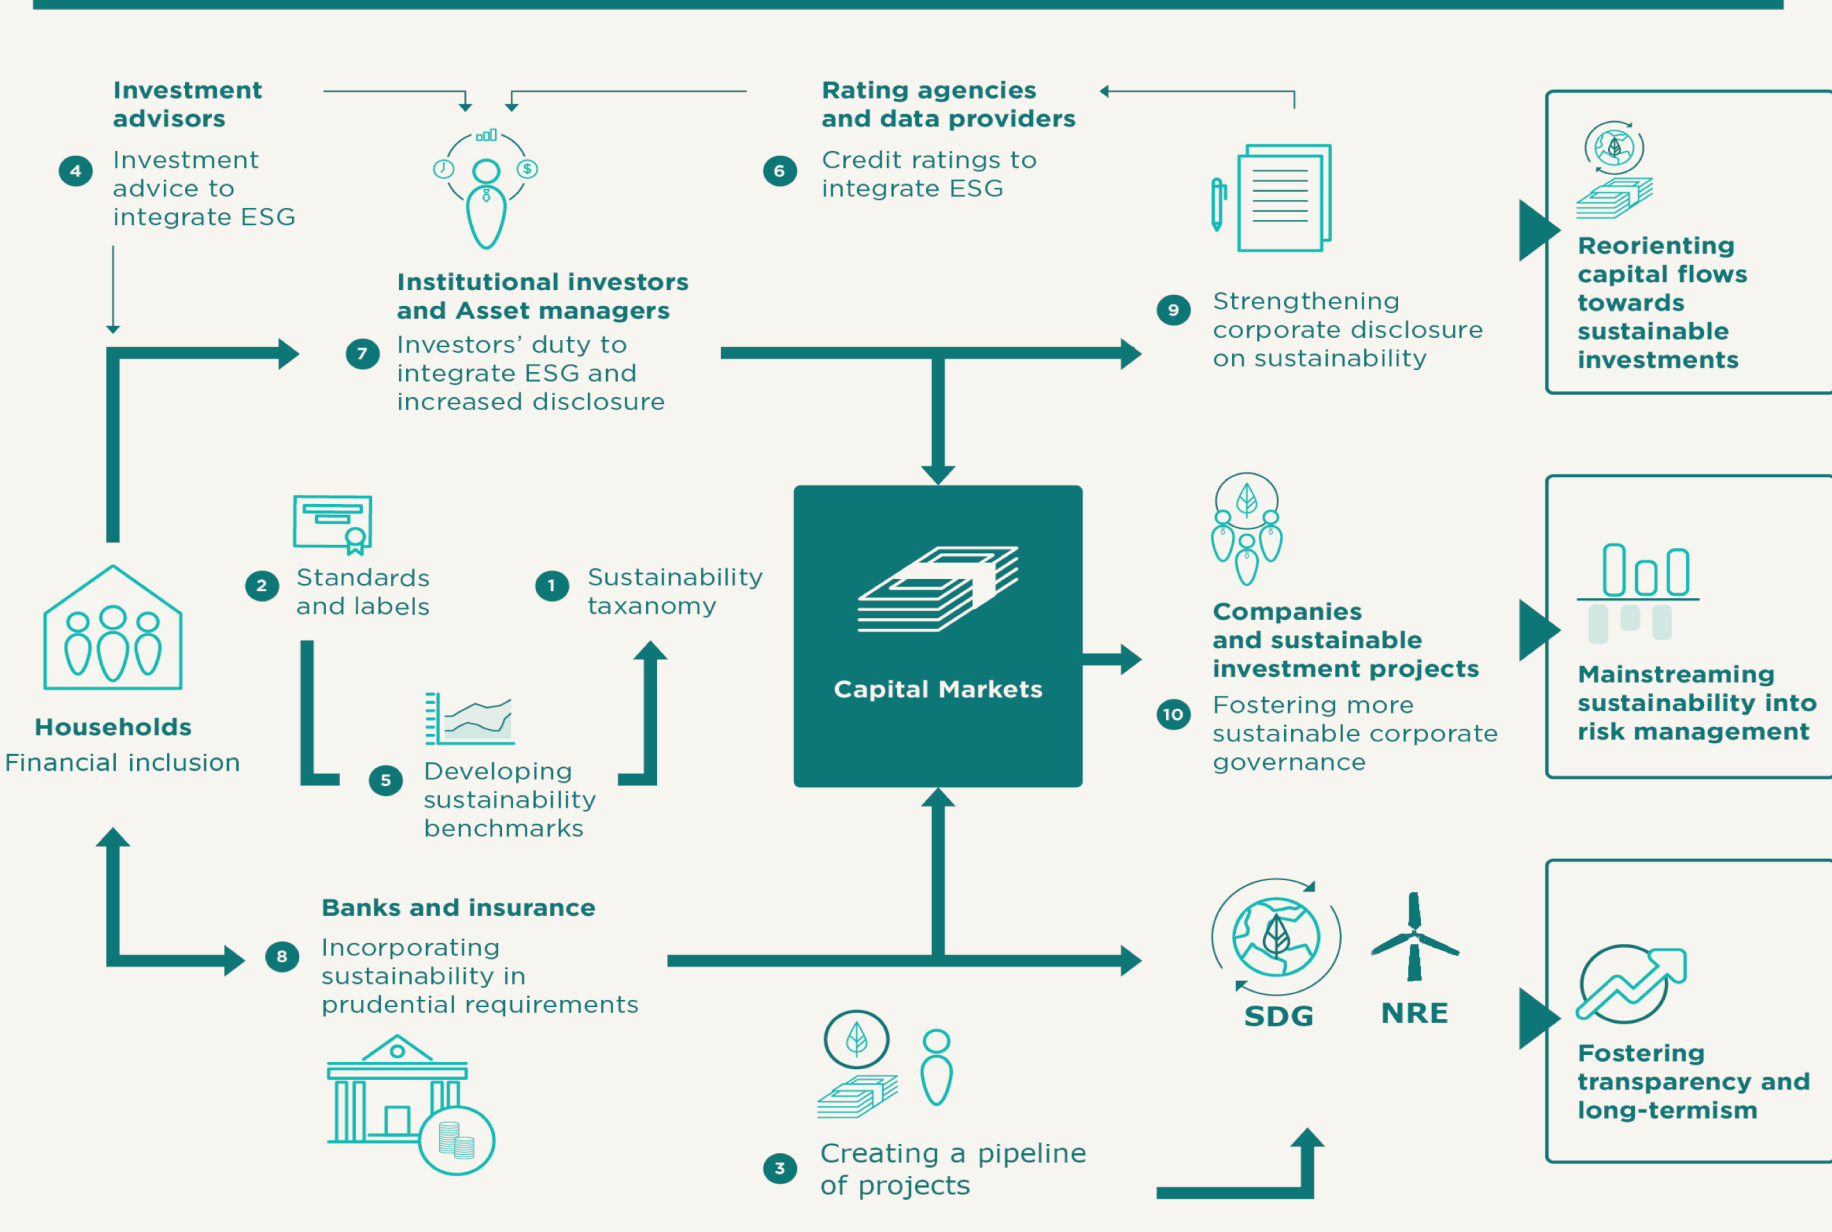 Investment
advisors
4
Investment
advice to
integrate ESG
Rating agencies
and data providers
6
Credit ratings to
integrate ESG
$
Institutional investors
and Asset managers
7
Investors’ duty to
integrate ESG and
increased disclosure
9
Strengthening
corporate disclosure
on sustainability
Reorienting
capital flows
towards
sustainable
investments
2
Standards
and labels
1
Sustainability
taxanomy
5
Developing
sustainability
benchmarks
Households
Financial inclusion
Capital Markets
Companies
and sustainable
investment projects
10
Fostering more
sustainable corporate
governance
Mainstreaming
sustainability into
risk management
Banks and insurance
8
Incorporating
sustainability in
prudential requirements
SDG
NRE
3
Creating a pipeline
of projects
Fostering
transparency and
long-termism